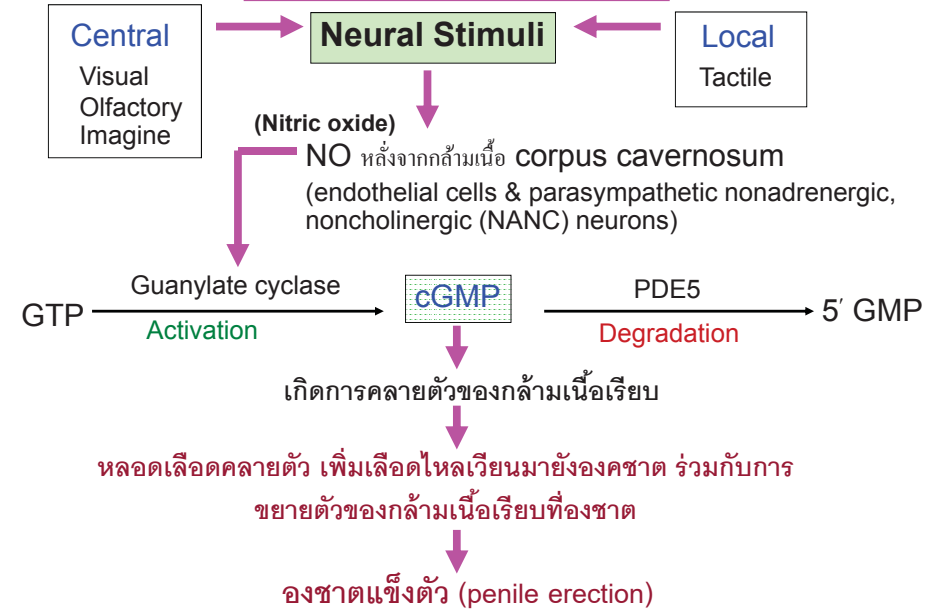 Central
Visual
Olfactory
Imagine
Neural Stimuli
Local
Tactile
(Nitric oxide)
NO หลั่งจากกล้ามเนื้อ corpus cavernosum
(endothelial cells & parasympathetic nonadrenergic,
noncholinergic (NANC) neurons)
GTP
Guanylate cyclase
Activation
cGMP
PDE5
Degradation
5′ GMP
เกิดการคลายตัวของกล้ามเนื้อเรียบ
หลอดเลือดคลายตัว เพิ่มเลือดไหลเวียนมายังองคชาต ร่วมกับการ
ขยายตัวของกล้ามเนื้อเรียบที่องชาต
องชาตแข็งตัว (penile erection)